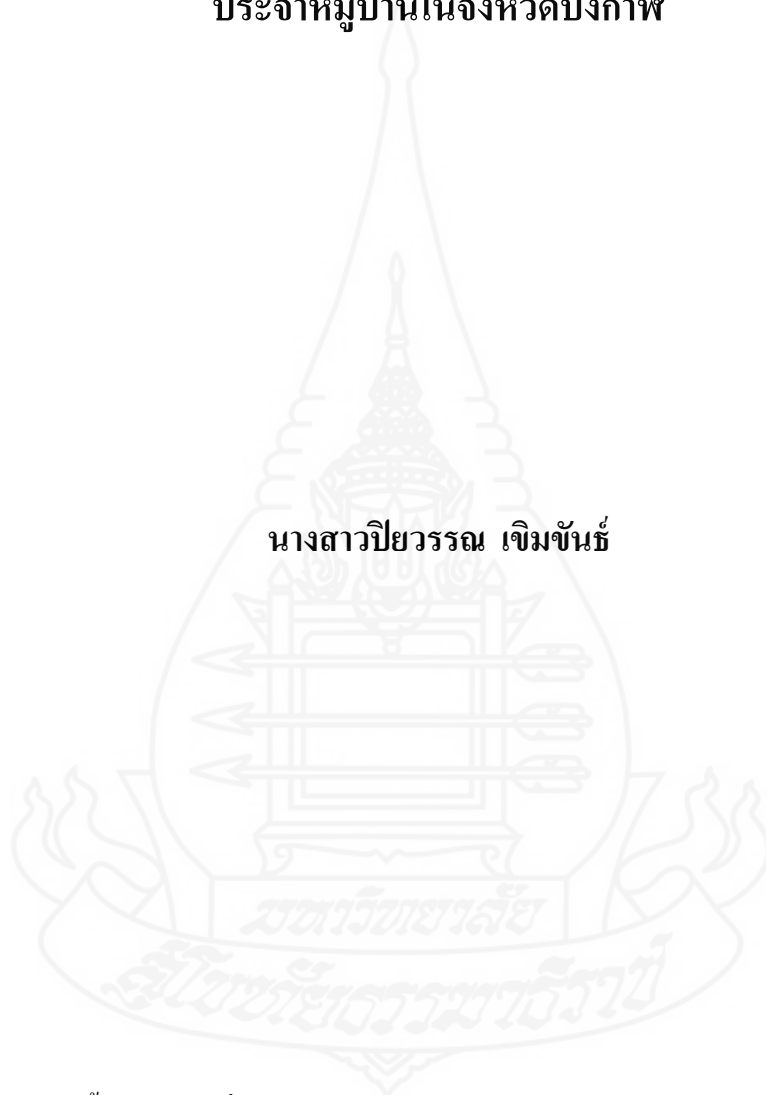 ประจำหมู่บ้านในจังหวัดบึงกาฬ
นางสาวปิยวรรณ เขิมขันธ์
มหาวิทยาลัย
สุโขทัยธรรมาธิราช